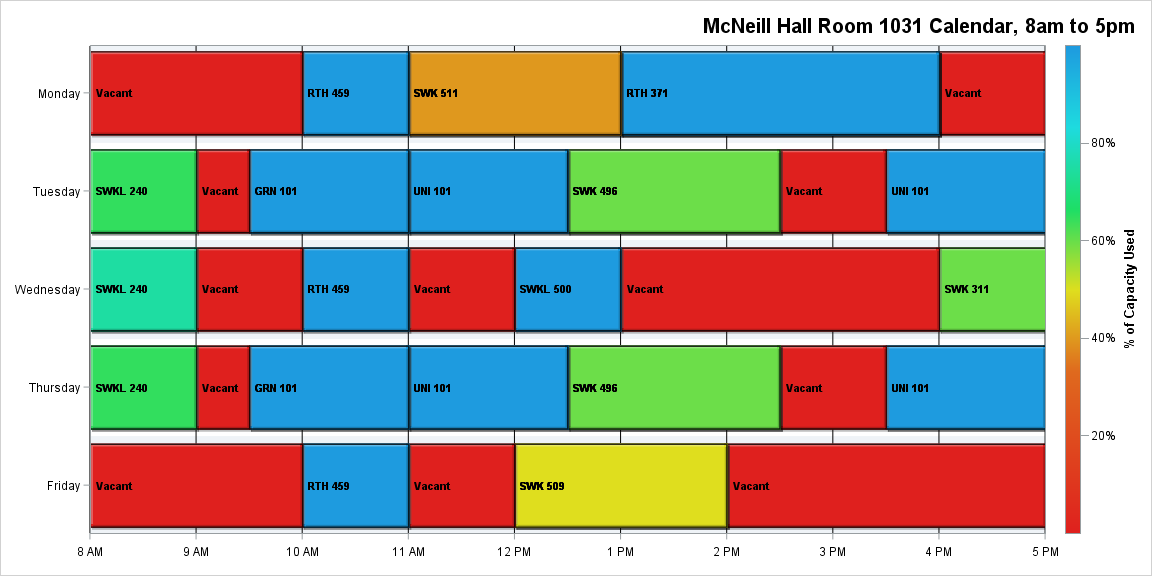 McNeill Hall Room 1031 Calendar, 8am to 5pm
Monday
Vacant
RTH 459
SWK 511
RTH 371
Vacant
Tuesday
SWKL 240
Vacant
GRN 101
UNI 101
SWK 496
Vacant
UNI 101
Wednesday
SWKL 240
Vacant
RTH 459
Vacant
SWKL 500
Vacant
SWK 311
Thursday
SWKL 240
Vacant
GRN 101
UNI 101
SWK 496
Vacant
UNI 101
Friday
Vacant
RTH 459
Vacant
SWK 509
Vacant
8 AM
9 AM
10 AM
11 AM
12 PM
1 PM
2 PM
3 PM
4 PM
5 PM
80%
60%
40%
20%
% of Capacity Used